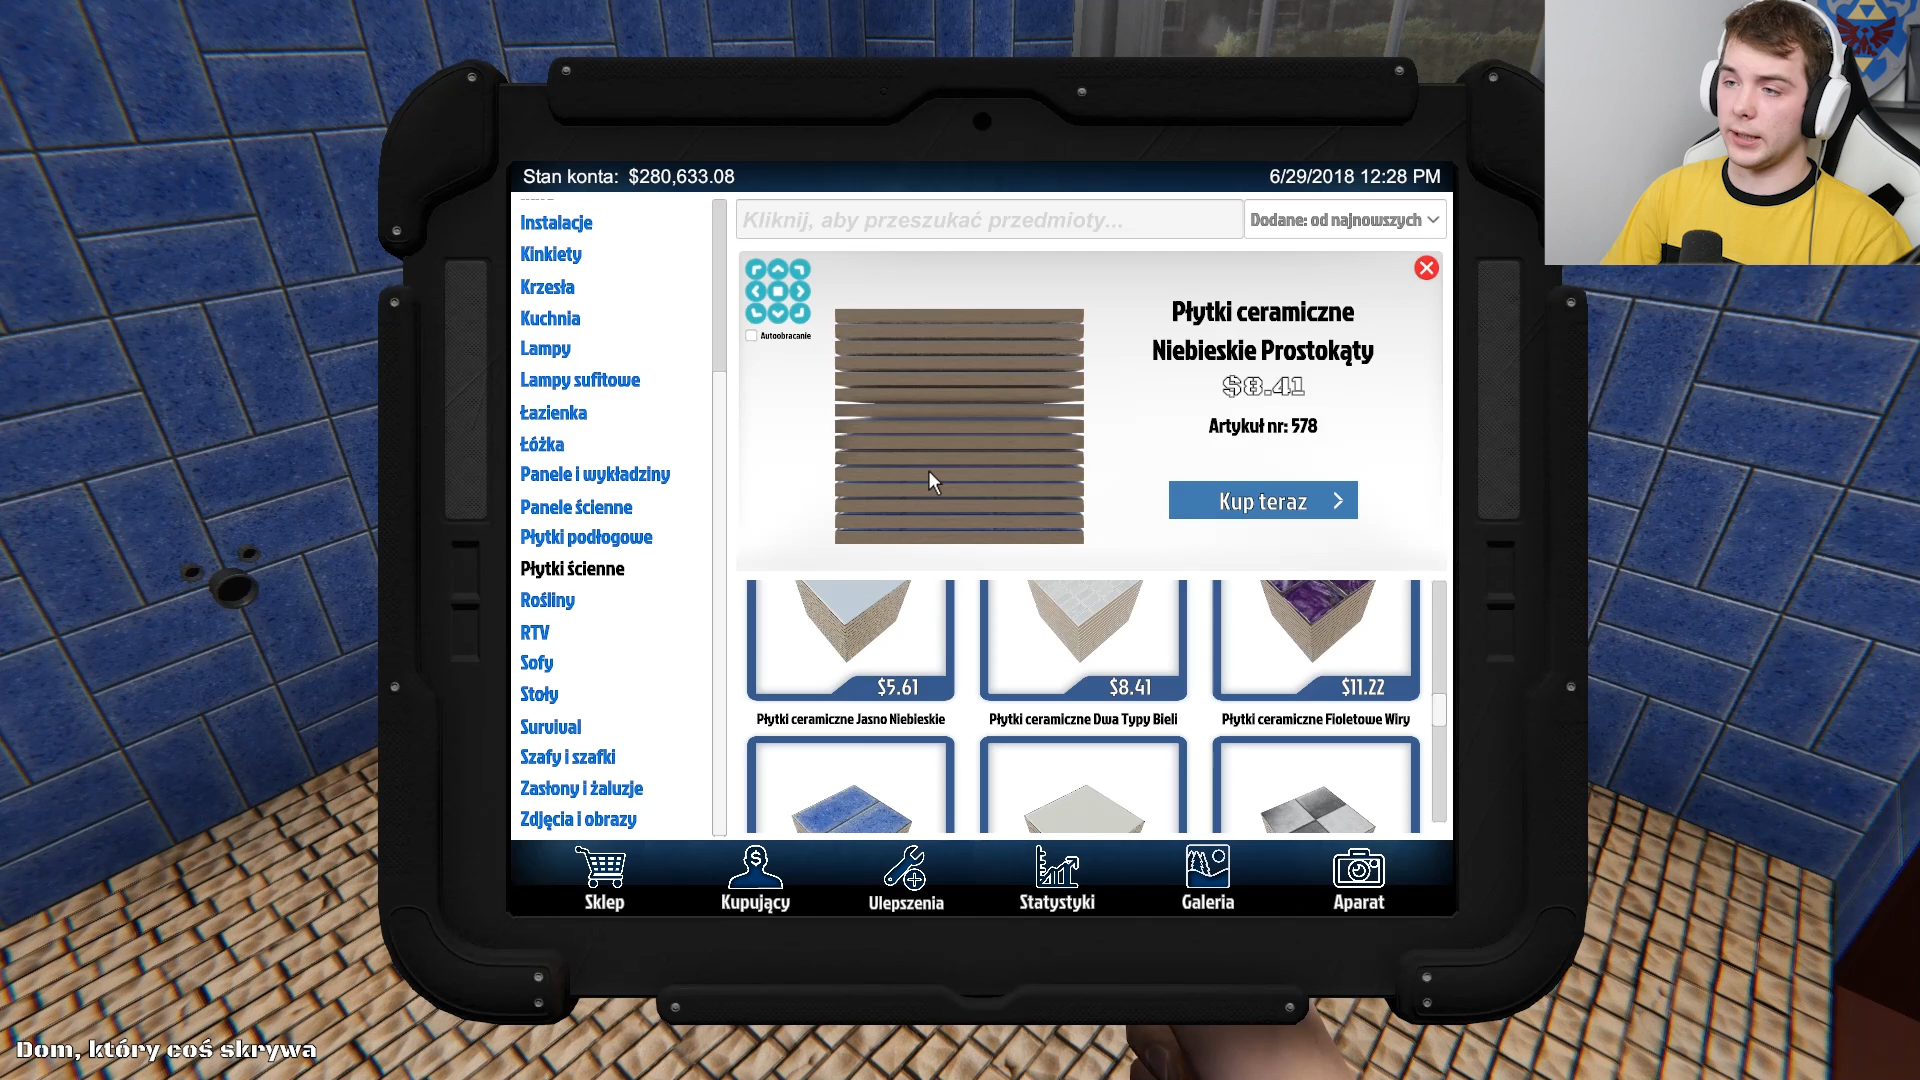 Stan konta: $280,633.08
6/29/2018 12:28 PM
Instalacje
Kinkiety
Krzesła
Kuchnia
Lampy
Lampy sufitowe
Łazienka
Łóżka
Panele i wykładziny
Panele ścienne
Płytki podłogowe
Płytki ścienne
Rośliny
RTV
Sofy
Stoły
Survival
Szafy i szafki
Zasłony i żaluzje
Zdjęcia i obrazy
Kliknij, aby przeszukać przedmioty...
Dodane: od najnowszych
Autoobracanie
Płytki ceramiczne
Niebieskie Prostokąty
$8.41
Artykuł nr: 578
Kup teraz
$5.61
$8.41
$11.22
Płytki ceramiczne Jasno Niebieskie
Płytki ceramiczne Dwa Typy Bieli
Płytki ceramiczne Fioletowe Wiry
Sklep
Kupujący
Ulepszenia
Statystyki
Galeria
Aparat
Dom, który coś skrywa